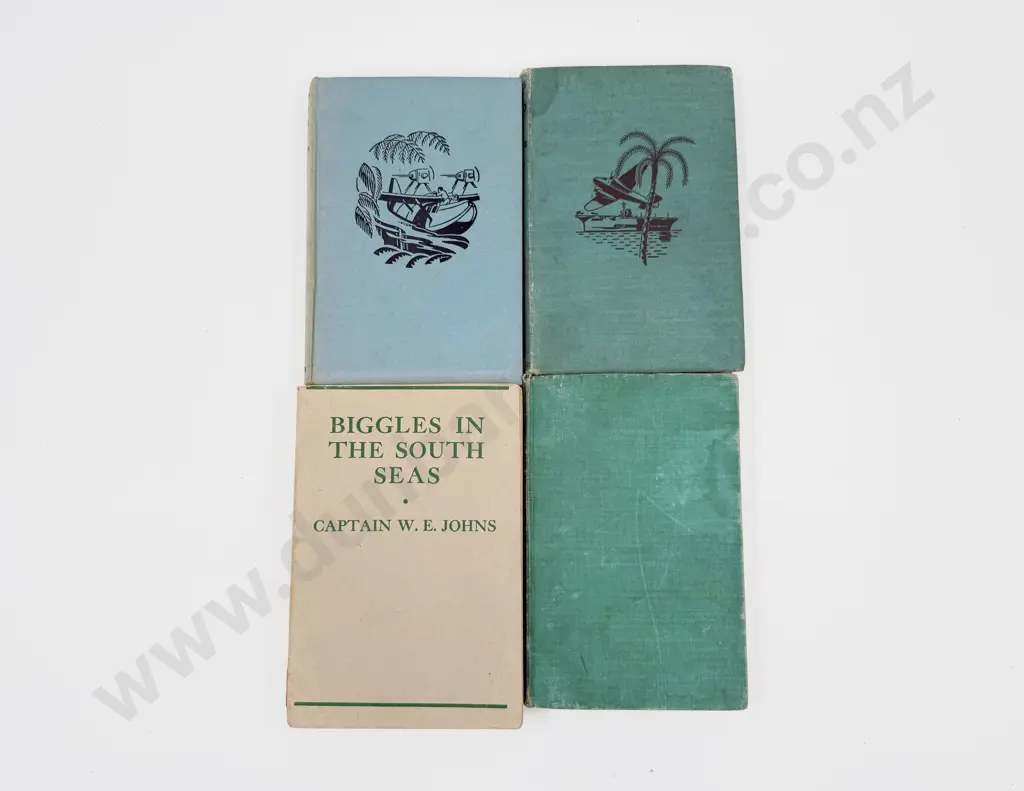 BIGGLES IN
THE SOUTH
SEAS
CAPTAIN W. E. JOHNS